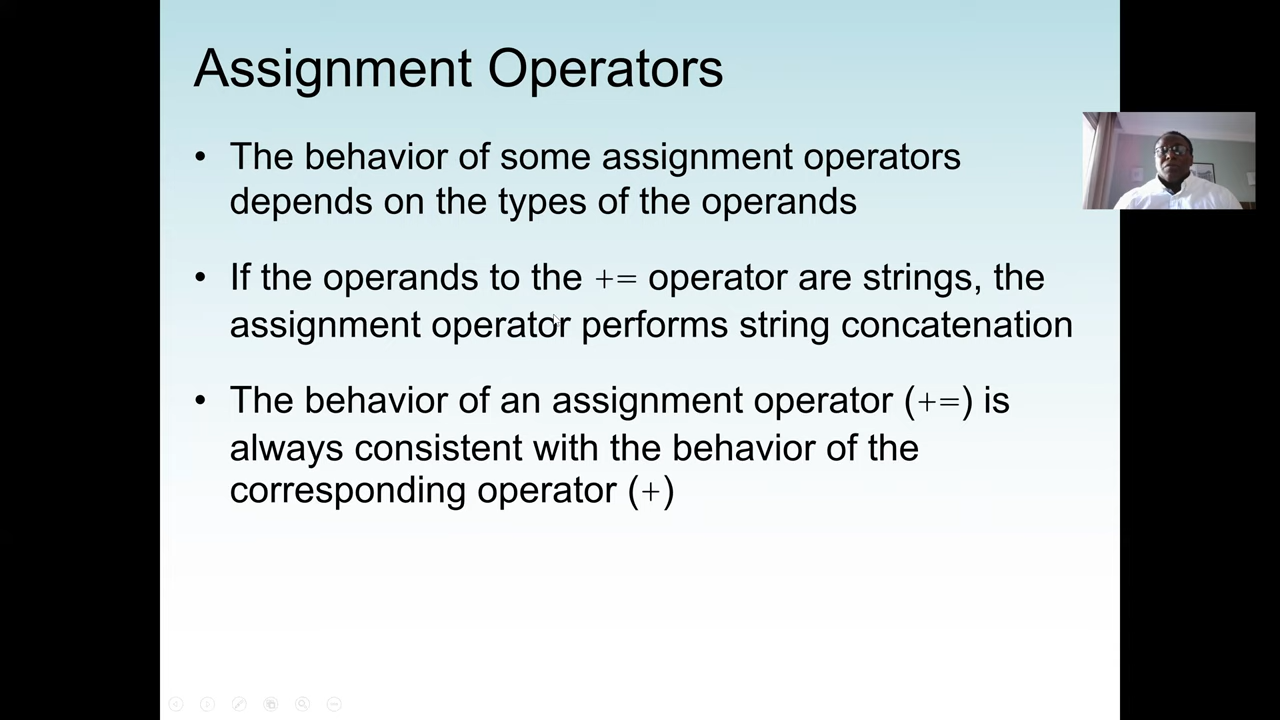 Assignment Operators
• The behavior of some assignment operators
depends on the types of the operands
• If the operands to the += operator are strings, the
assignment operator performs string concatenation
• The behavior of an assignment operator (+=) is
always consistent with the behavior of the
corresponding operator (+)